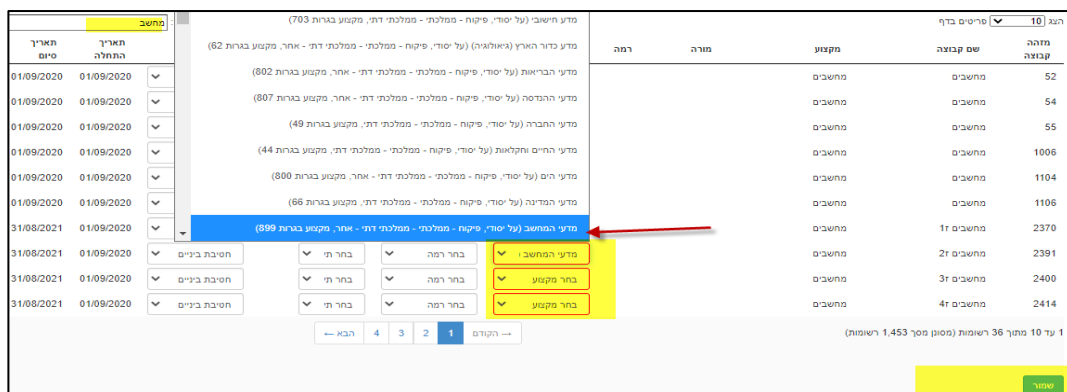 הצג 10 פריטים בדף
: מחשב
מדע חישובי (על יסודי, פיקוח - ממלכתי - ממלכתי דתי, מקצוע בגרות 703)
מדע כדור הארץ (גיאולוגיה) (על יסודי, פיקוח - ממלכתי - ממלכתי דתי - אחר, מקצוע בגרות 62)
מדעי הבריאות (על יסודי, פיקוח - ממלכתי - ממלכתי דתי - אחר, מקצוע בגרות 802)
מדעי ההנדסה (על יסודי, פיקוח - ממלכתי - ממלכתי דתי - אחר, מקצוע בגרות 807)
מדעי החברה (על יסודי, פיקוח - ממלכתי - ממלכתי דתי, מקצוע בגרות 49)
מדעי החיים וחקלאות (על יסודי, פיקוח - ממלכתי - ממלכתי דתי, מקצוע בגרות 44)
מדעי הים (על יסודי, פיקוח - ממלכתי - ממלכתי דתי - אחר, מקצוע בגרות 800)
מדעי המדינה (על יסודי, פיקוח - ממלכתי - ממלכתי דתי, מקצוע בגרות 66)
מדעי המחשב (על יסודי, פיקוח - ממלכתי - ממלכתי דתי - אחר, מקצוע בגרות 899)
מזהה קבוצה שם קבוצה מקצוע מורה רמה תאריך התחלה תאריך סיום
52 מחשבים מחשבים 01/09/2020 01/09/2020
54 מחשבים מחשבים 01/09/2020 01/09/2020
55 מחשבים מחשבים 01/09/2020 01/09/2020
1006 מחשבים מחשבים 01/09/2020 01/09/2020
1104 מחשבים מחשבים 01/09/2020 01/09/2020
1106 מחשבים מחשבים 01/09/2020 01/09/2020
2370 מחשבים ז1 מחשבים 01/09/2020 31/08/2021
2391 מחשבים ז2 מחשבים מדעי המחשב ( בחר רמה בחר תי חטיבת ביניים 01/09/2020 31/08/2021
2400 מחשבים ז3 מחשבים בחר מקצוע בחר רמה בחר תי חטיבת ביניים 01/09/2020 31/08/2021
2414 מחשבים ז4 מחשבים בחר מקצוע בחר רמה בחר תי חטיבת ביניים 01/09/2020 31/08/2021
1 עד 10 מתוך 36 רשומות (מסונן מסך 1,453 רשומות)
→ הקודם 1 2 3 4 הבא ←
שמור